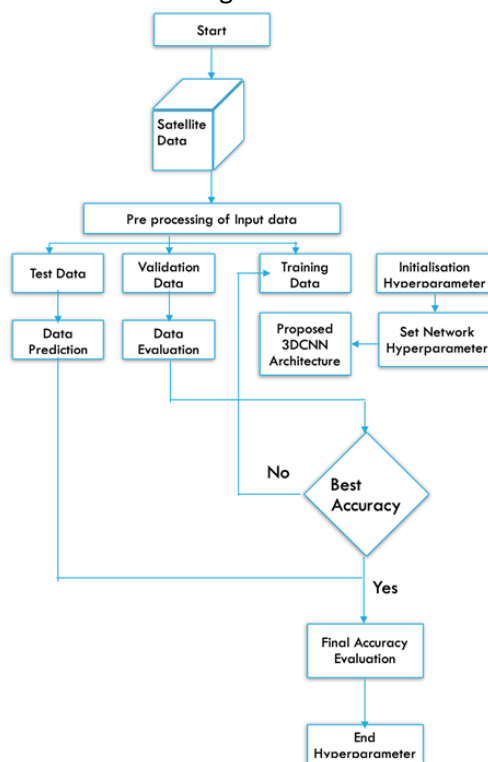 Start
Satellite
Data
Pre processing of Input data
Test Data
Validation
Data
Training
Data
Initialisation
Hyperparameter
Data
Prediction
Data
Evaluation
Proposed
3DCNN
Architecture
Set Network
Hyperparameter
No
Best
Accuracy
Yes
Final Accuracy
Evaluation
End
Hyperparameter